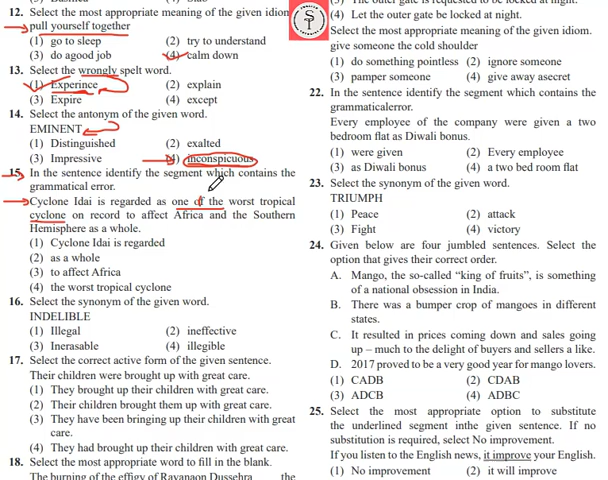 12. Select the most appropriate meaning of the given idiom
pull yourself together
(1) go to sleep (2) try to understand
(3) do agood job (4) calm down
13. Select the wrongly spelt word.
(1) Experince (2) explain
(3) Expire (4) except
14. Select the antonym of the given word.
EMINENT
(1) Distinguished (2) exalted
(3) Impressive (4) inconspicuous
15. In the sentence identify the segment which contains the
grammatical error.
Cyclone Idai is regarded as one of the worst tropical
cyclone on record to affect Africa and the Southern
Hemisphere as a whole.
(1) Cyclone Idai is regarded
(2) as a whole
(3) to affect Africa
(4) the worst tropical cyclone
16. Select the synonym of the given word.
INDELIBLE
(1) Illegal (2) ineffective
(3) Inerasable (4) illegible
17. Select the correct active form of the given sentence.
Their children were brought up with great care.
(1) They brought up their children with great care.
(2) Their children brought them up with great care.
(3) They have been bringing up their children with great
care.
(4) They had brought up their children with great care.
18. Select the most appropriate word to fill in the blank.
The burning of the effigy of Ravanaon Dussehra the
(4) Let the outer gate be locked at night.
Select the most appropriate meaning of the given idiom.
give someone the cold shoulder
(1) do something pointless (2) ignore someone
(3) pamper someone (4) give away asecret
22. In the sentence identify the segment which contains the
grammaticalerror.
Every employee of the company were given a two
bedroom flat as Diwali bonus.
(1) were given (2) Every employee
(3) as Diwali bonus (4) a two bed room flat
23. Select the synonym of the given word.
TRIUMPH
(1) Peace (2) attack
(3) Fight (4) victory
24. Given below are four jumbled sentences. Select the
option that gives their correct order.
A. Mango, the so-called “king of fruits”, is something
of a national obsession in India.
B. There was a bumper crop of mangoes in different
states.
C. It resulted in prices coming down and sales going
up – much to the delight of buyers and sellers a like.
D. 2017 proved to be a very good year for mango lovers.
(1) CADB (2) CDAB
(3) ADCB (4) ADBC
25. Select the most appropriate option to substitute
the underlined segment inthe given sentence. If no
substitution is required, select No improvement.
If you listen to the English news, it improve your English.
(1) No improvement (2) it will improve